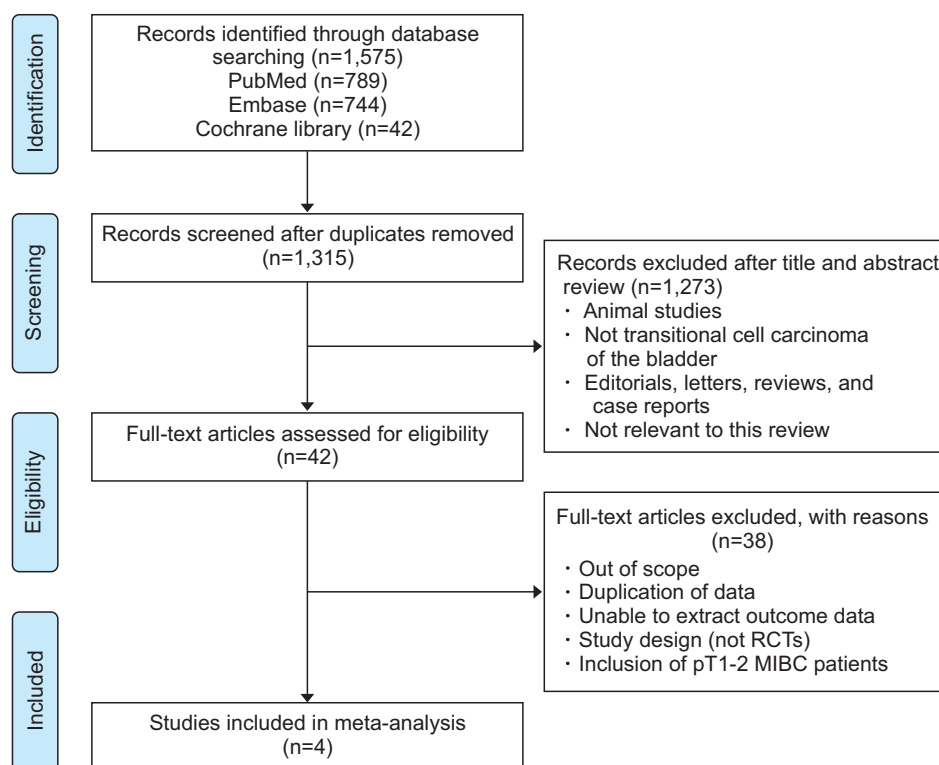 Identification
Records identified through database
searching (n=1,575)
PubMed (n=789)
Embase (n=744)
Cochrane library (n=42)
Screening
Records screened after duplicates removed
(n=1,315)
Records excluded after title and abstract
review (n=1,273)
· Animal studies
· Not transitional cell carcinoma
of the bladder
· Editorials, letters, reviews, and
case reports
· Not relevant to this review
Eligibility
Full-text articles assessed for eligibility
(n=42)
Full-text articles excluded, with reasons
(n=38)
· Out of scope
· Duplication of data
· Unable to extract outcome data
· Study design (not RCTs)
· Inclusion of pT1-2 MIBC patients
Included
Studies included in meta-analysis
(n=4)